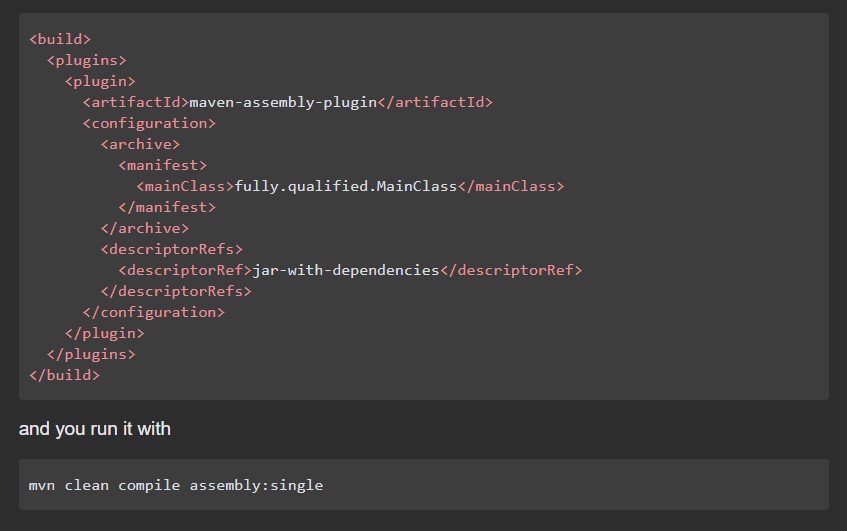 <build>
  <plugins>
    <plugin>
      <artifactId>maven-assembly-plugin</artifactId>
      <configuration>
        <archive>
          <manifest>
            <mainClass>fully.qualified.MainClass</mainClass>
          </manifest>
        </archive>
        <descriptorRefs>
          <descriptorRef>jar-with-dependencies</descriptorRef>
        </descriptorRefs>
      </configuration>
    </plugin>
  </plugins>
</build>
and you run it with
mvn clean compile assembly:single